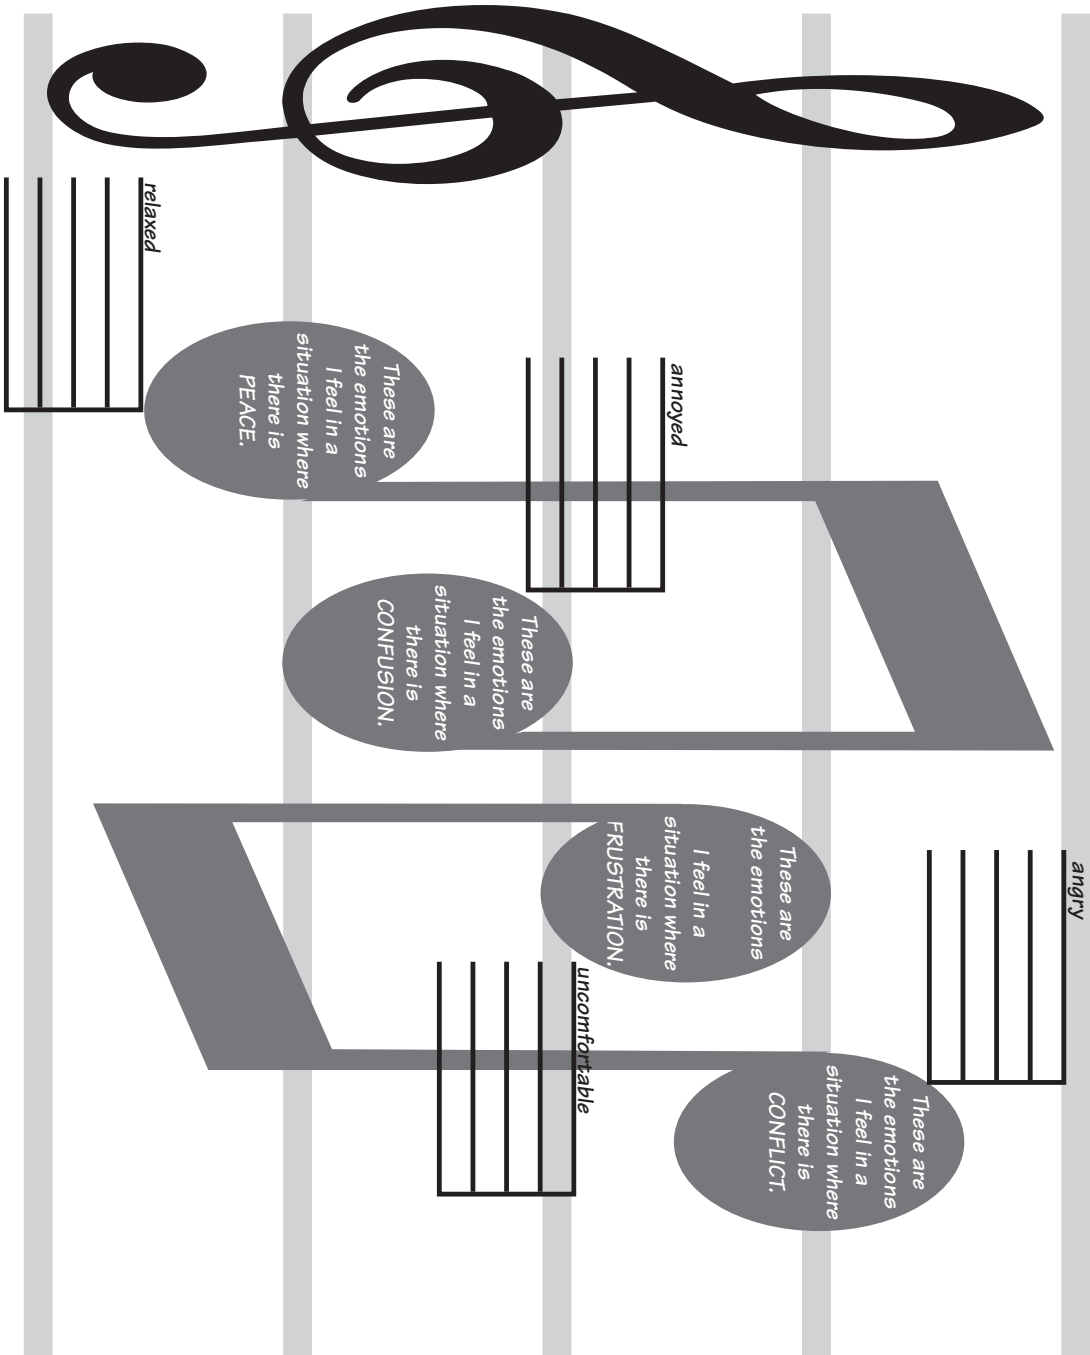 relaxed
These are
the emotions
I feel in a
situation where
there is
PEACE.
annoyed
These are
the emotions
I feel in a
situation where
there is
CONFUSION.
These are
the emotions
I feel in a
situation where
there is
FRUSTRATION.
uncomfortable
angry
These are
the emotions
I feel in a
situation where
there is
CONFLICT.